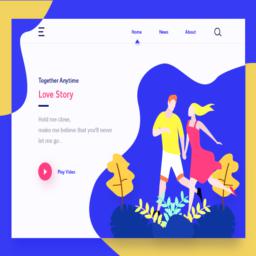 Home News About
Together Anytime
Love Story
Hold me close,
make me believe that you'll never
let me go .
Play Video